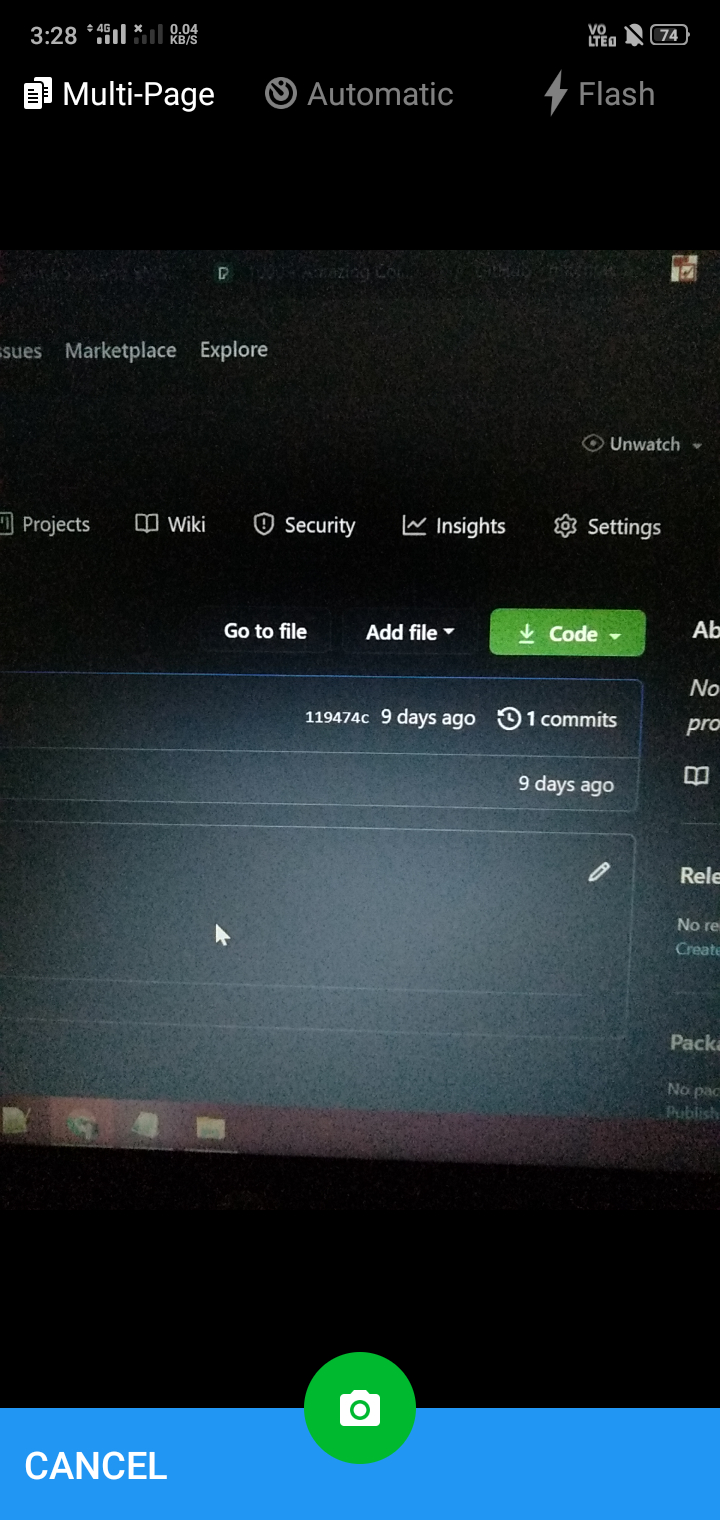 3:28 4G 0.04 KB/S VO LTE 74
Multi-Page Automatic Flash
Marketplace Explore
Unwatch
Projects Wiki Security Insights Settings
Go to file Add file Code Ab
No
pro
119474c 9 days ago 1 commits
9 days ago
Rele
No re
Create
Packa
No pac
Publish
CANCEL